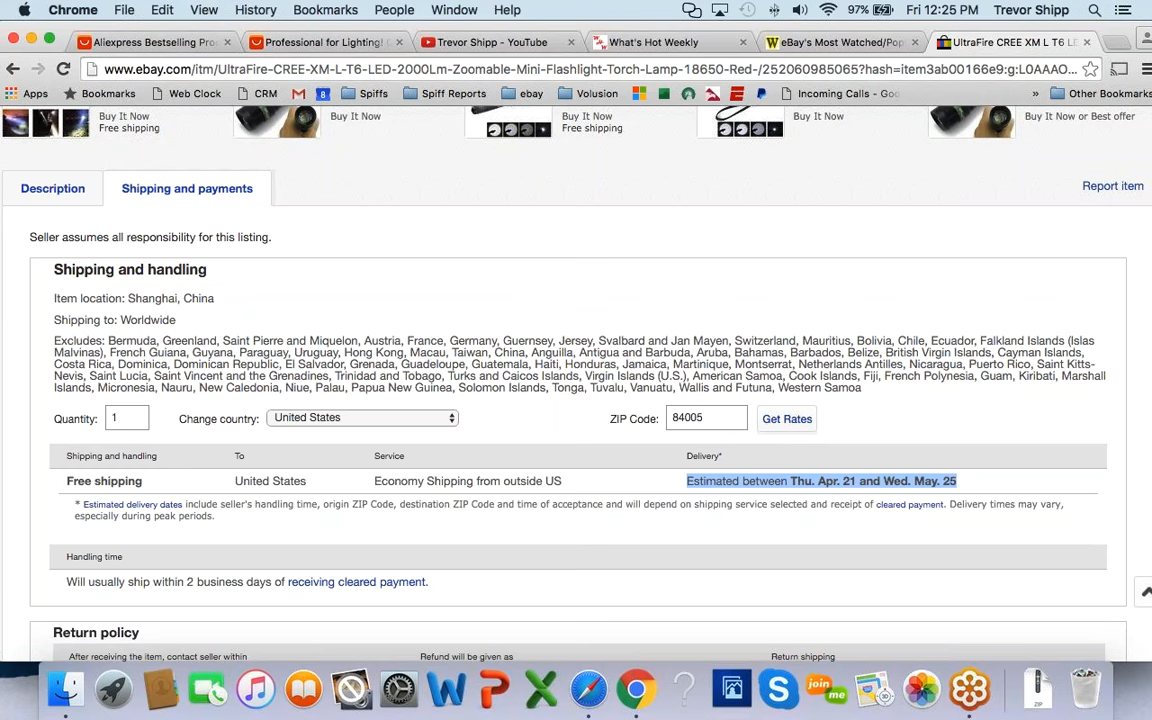 Chrome File Edit View History Bookmarks People Window Help 97% Fri 12:25 PM Trevor Shipp
Aliexpress Bestselling Pro × Professional for Lighting! × Trevor Shipp - YouTube × What's Hot Weekly × eBay's Most Watched/Pop × UltraFire CREE XM L T6 LE ×
www.ebay.com/itm/UltraFire-CREE-XM-L-T6-LED-2000Lm-Zoomable-Mini-Flashlight-Torch-Lamp-18650-Red-/252060985065?hash=item3ab00166e9:g:L0AAAO...
Apps Bookmarks Web Clock CRM 8 Spiffs Spiff Reports ebay Volusion Incoming Calls - Goo » Other Bookmarks
Buy It Now Buy It Now Buy It Now Buy It Now Buy It Now or Best offer
Free shipping Free shipping
Description Shipping and payments Report item
Seller assumes all responsibility for this listing.
Shipping and handling
Item location: Shanghai, China
Shipping to: Worldwide
Excludes: Bermuda, Greenland, Saint Pierre and Miquelon, Austria, France, Germany, Guernsey, Jersey, Svalbard and Jan Mayen, Switzerland, Mauritius, Bolivia, Chile, Ecuador, Falkland Islands (Islas
Malvinas), French Guiana, Guyana, Paraguay, Uruguay, Hong Kong, Macau, Taiwan, China, Anguilla, Antigua and Barbuda, Aruba, Bahamas, Barbados, Belize, British Virgin Islands, Cayman Islands,
Costa Rica, Dominica, Dominican Republic, El Salvador, Grenada, Guadeloupe, Guatemala, Haiti, Honduras, Jamaica, Martinique, Montserrat, Netherlands Antilles, Nicaragua, Puerto Rico, Saint Kitts-
Nevis, Saint Lucia, Saint Vincent and the Grenadines, Trinidad and Tobago, Turks and Caicos Islands, Virgin Islands (U.S.), American Samoa, Cook Islands, Fiji, French Polynesia, Guam, Kiribati, Marshall
Islands, Micronesia, Nauru, New Caledonia, Niue, Palau, Papua New Guinea, Solomon Islands, Tonga, Tuvalu, Vanuatu, Wallis and Futuna, Western Samoa
Quantity: 1 Change country: United States ZIP Code: 84005 Get Rates
Shipping and handling To Service Delivery*
Free shipping United States Economy Shipping from outside US Estimated between Thu. Apr. 21 and Wed. May. 25
* Estimated delivery dates include seller's handling time, origin ZIP Code, destination ZIP Code and time of acceptance and will depend on shipping service selected and receipt of cleared payment. Delivery times may vary,
especially during peak periods.
Handling time
Will usually ship within 2 business days of receiving cleared payment.
Return policy
After receiving the item, contact seller within Refund will be given as Return shipping
join
me
ZIP